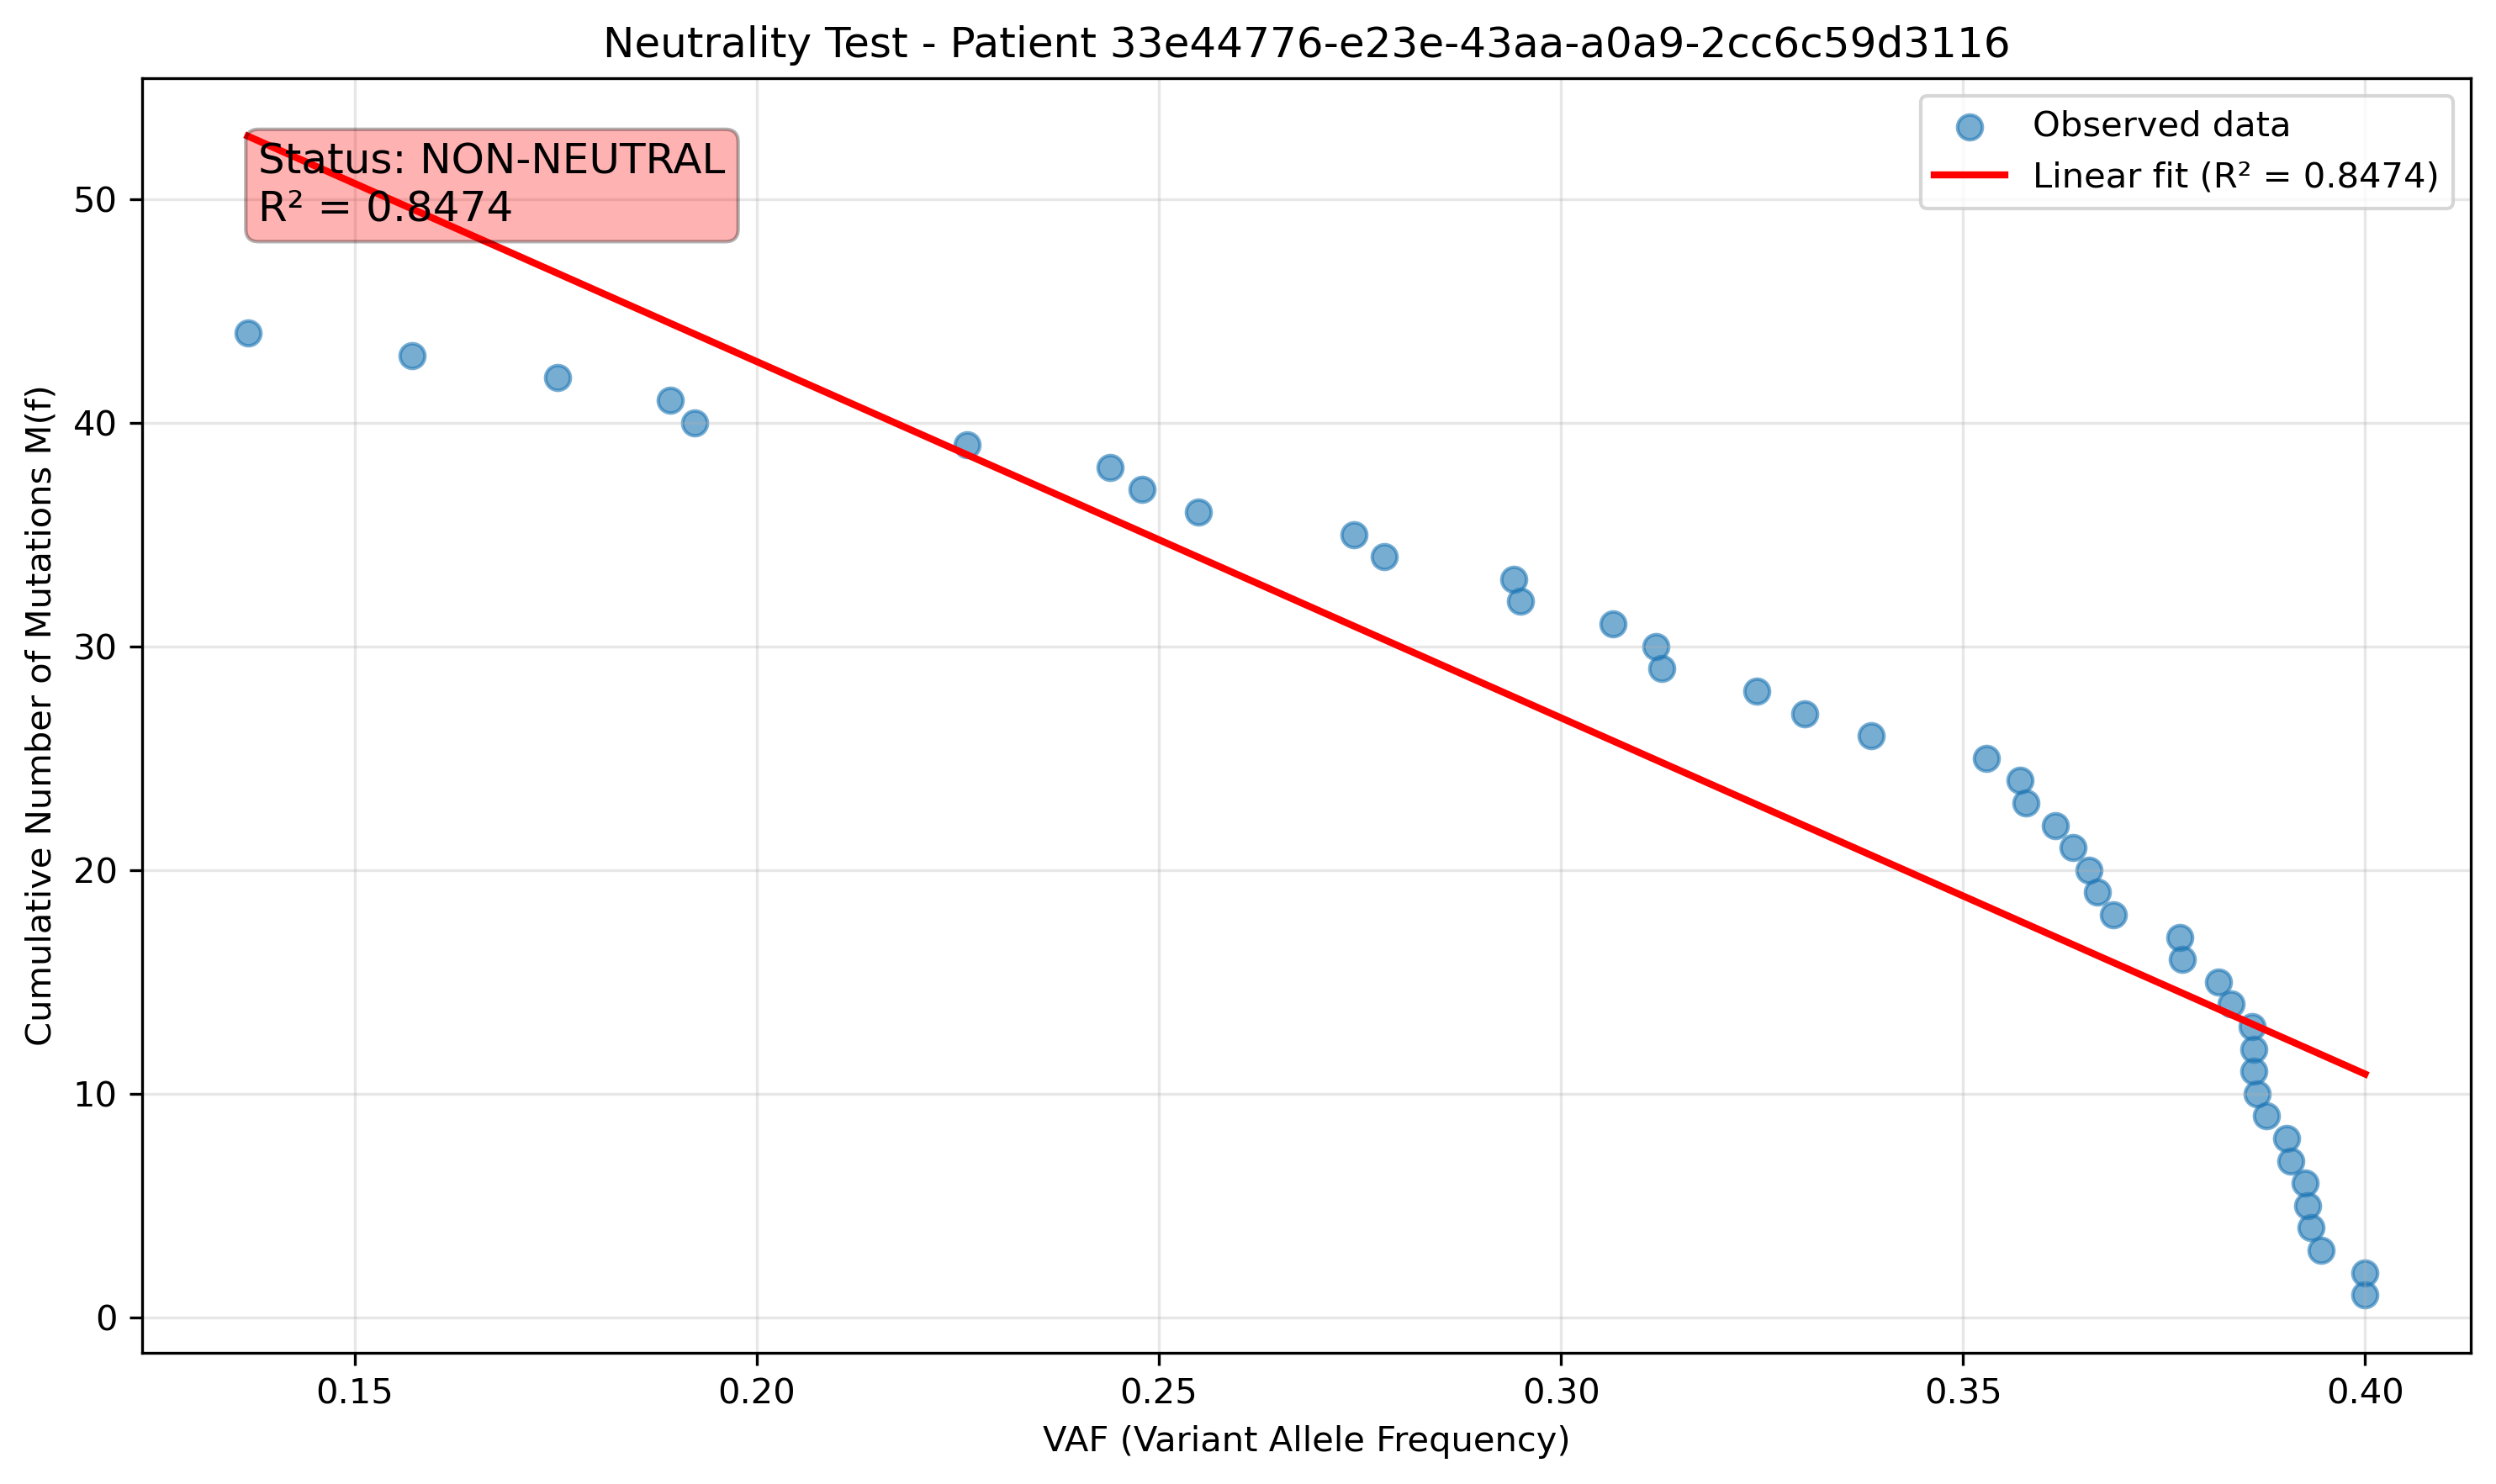 Neutrality Test - Patient 33e44776-e23e-43aa-a0a9-2cc6c59d3116
Status: NON-NEUTRAL
R² = 0.8474
Observed data
Linear fit (R² = 0.8474)
Cumulative Number of Mutations M(f)
50
40
30
20
10
0
0.15
0.20
0.25
0.30
0.35
0.40
VAF (Variant Allele Frequency)